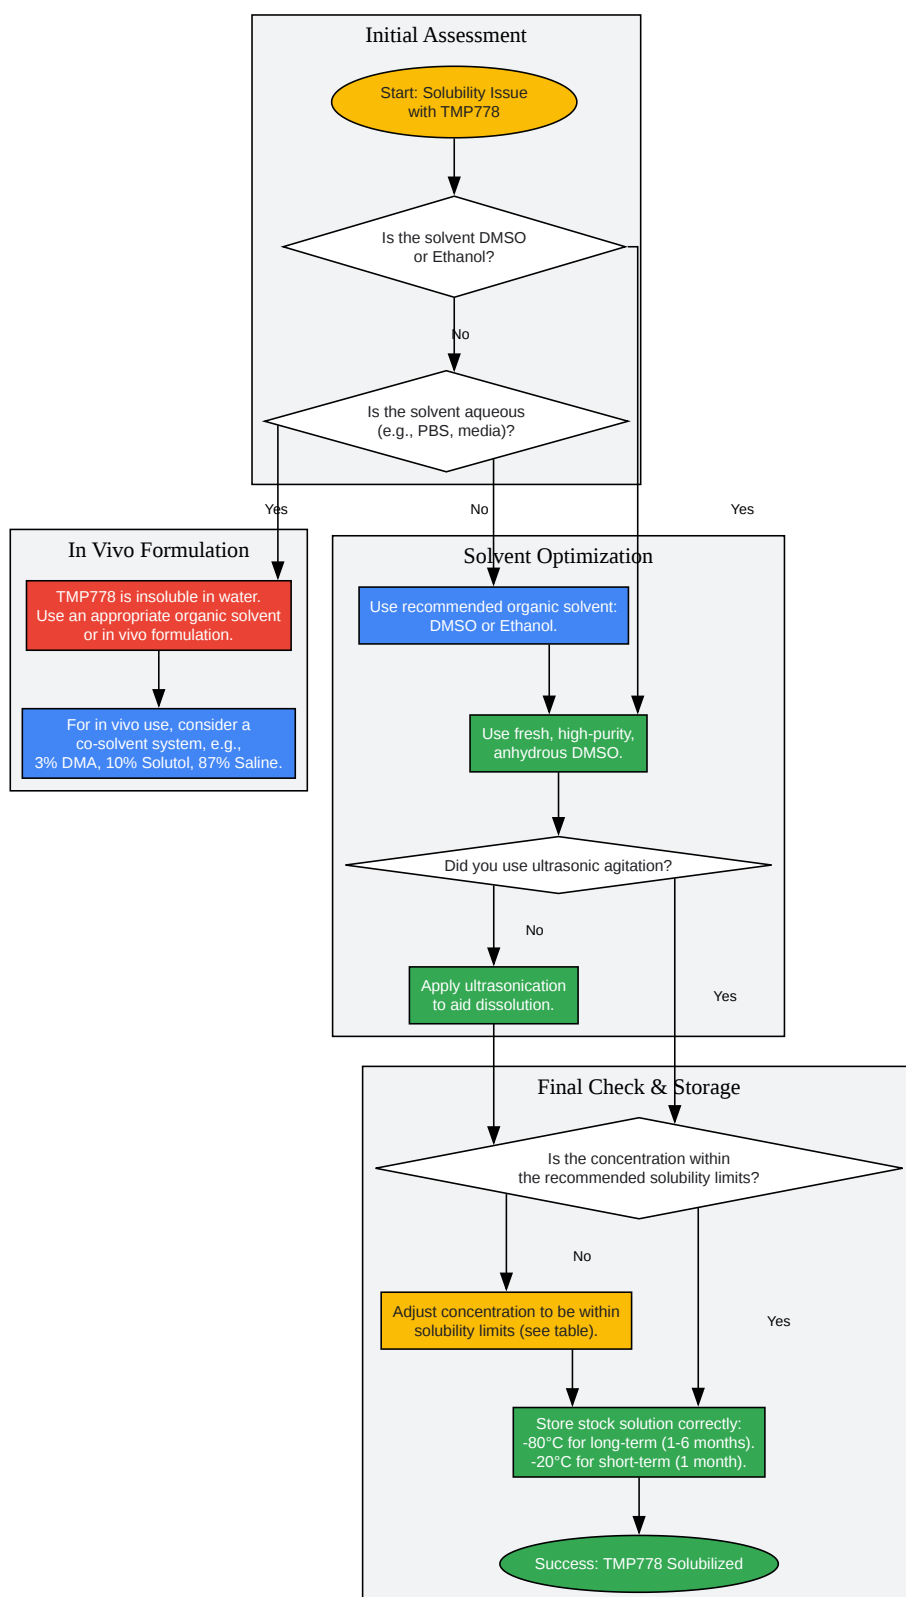 Initial Assessment
Start: Solubility Issue
with TMP778
Is the solvent DMSO
or Ethanol?
No
Is the solvent aqueous
(e.g., PBS, media)?
Yes
No
Yes
In Vivo Formulation
TMP778 is insoluble in water.
Use an appropriate organic solvent
or in vivo formulation.
For in vivo use, consider a
co-solvent system, e.g.,
3% DMA, 10% Solutol, 87% Saline.
Solvent Optimization
Use recommended organic solvent:
DMSO or Ethanol.
Use fresh, high-purity,
anhydrous DMSO.
Did you use ultrasonic agitation?
No
Apply ultrasonication
to aid dissolution.
Yes
Final Check & Storage
Is the concentration within
the recommended solubility limits?
No
Adjust concentration to be within
solubility limits (see table).
Yes
Store stock solution correctly:
-80°C for long-term (1-6 months).
-20°C for short-term (1 month).
Success: TMP778 Solubilized